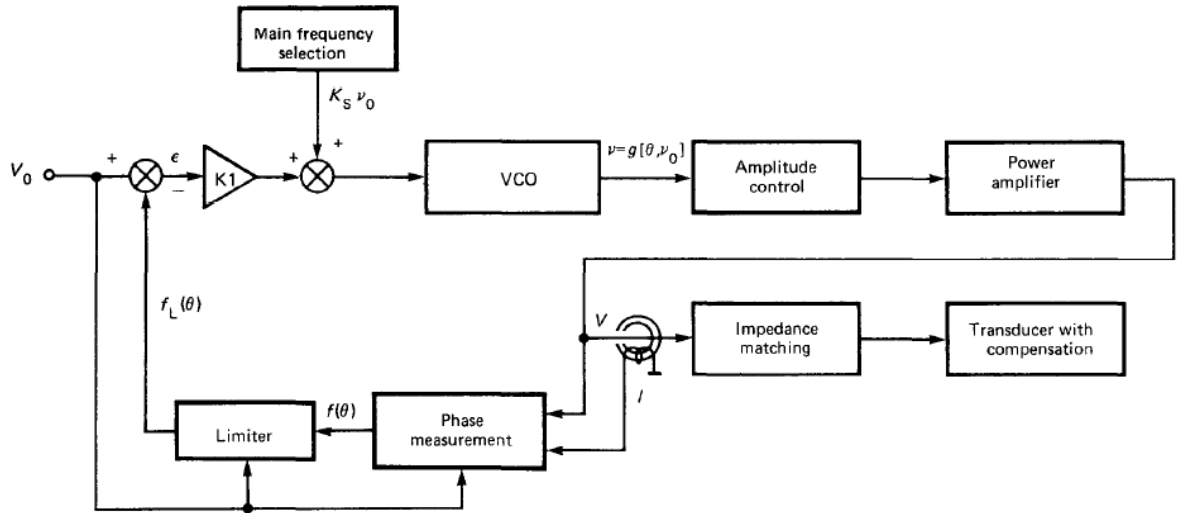 Main frequency
selection
K_S ν_0
V_0
+
ϵ
−
K1
+
+
VCO
ν=g[θ,ν_0]
Amplitude
control
Power
amplifier
f_L(θ)
V
I
Impedance
matching
Transducer with
compensation
Limiter
f(θ)
Phase
measurement